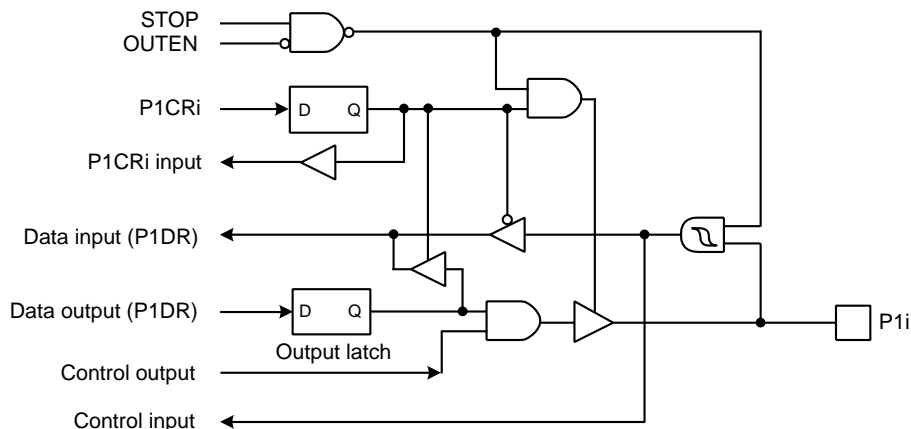 STOP
OUTEN
P1CRi
D Q
P1CRi input
Data input (P1DR)
Data output (P1DR)
D Q
P1i
Output latch
Control output
Control input